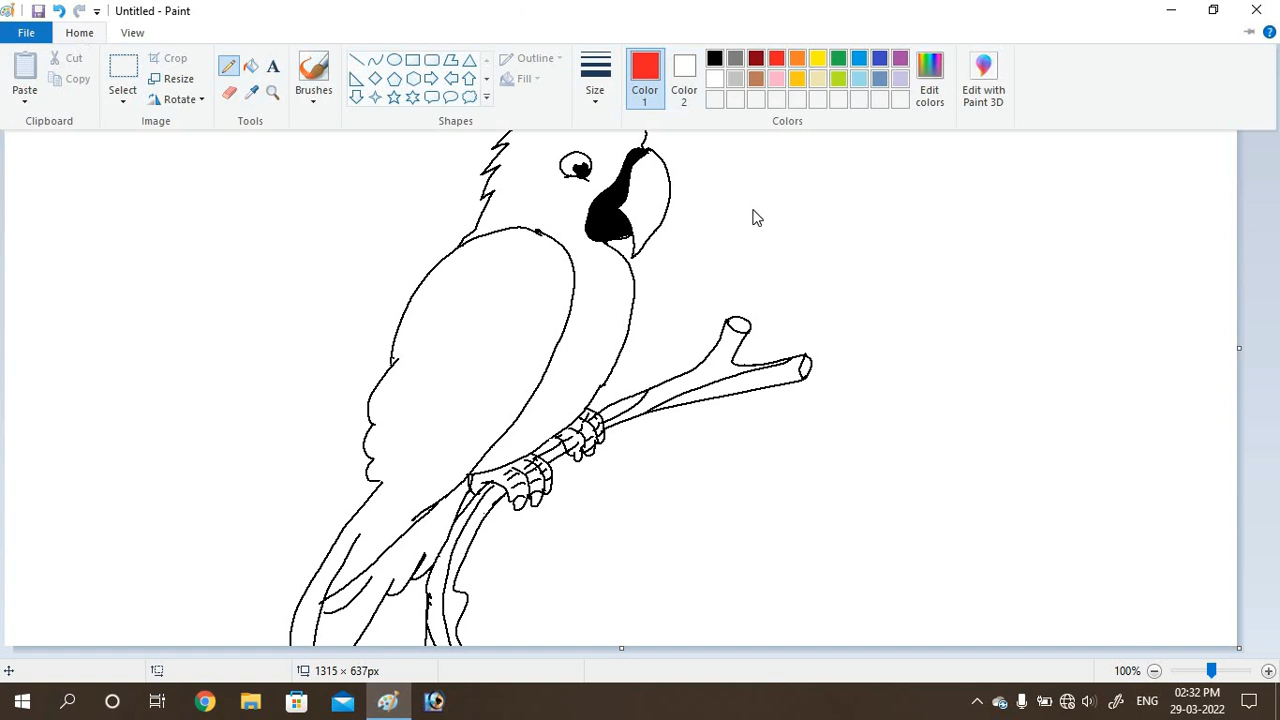 Untitled - Paint
File Home View
Paste
Cut
Copy
Clipboard
Select
Crop
Resize
Rotate
Image
A
Tools
Brushes
Shapes
Outline
Fill
Size
Color 1
Color 2
Colors
Edit colors
Edit with Paint 3D
1315 × 637px
100%
ENG
02:32 PM
29-03-2022